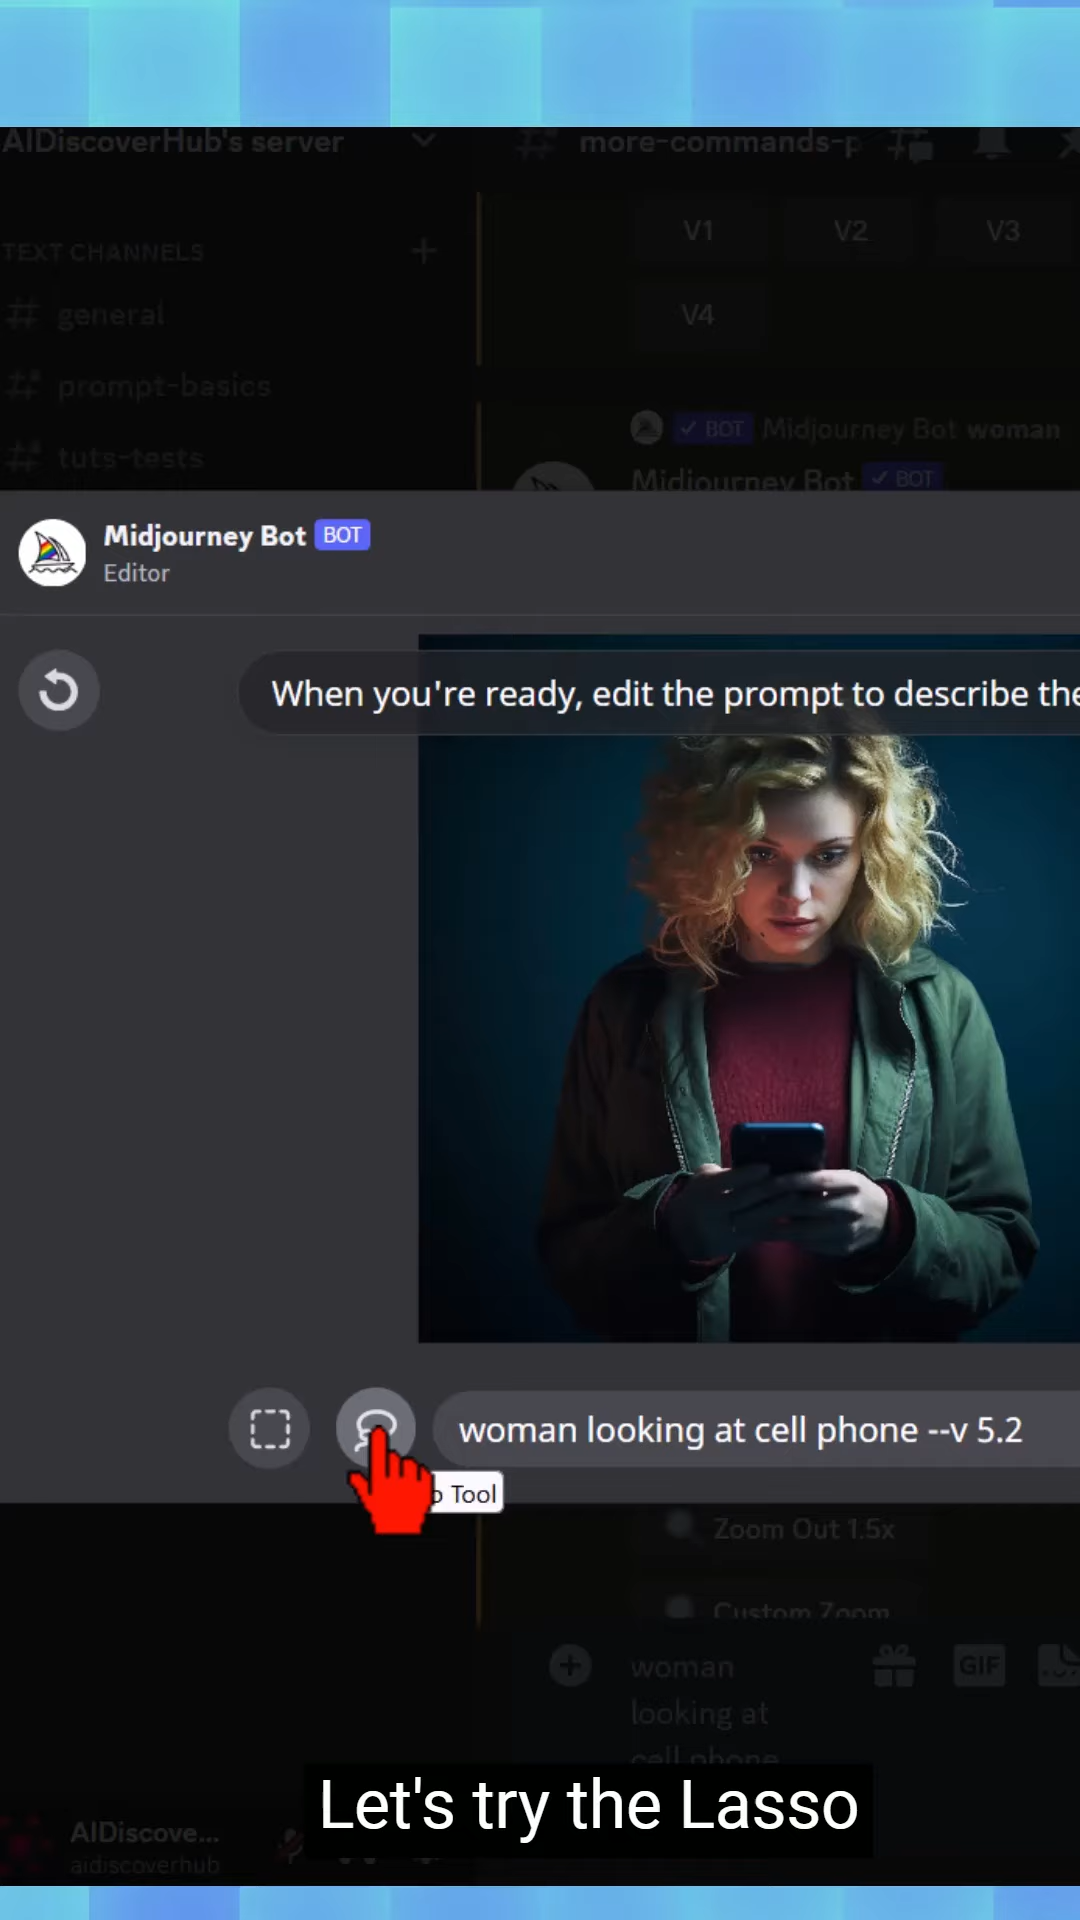 AIDiscoverHub's server
more-commands-p
V1
V2
V3
TEXT CHANNELS
general
V4
prompt-basics
BOT Midjourney Bot woman
tuts-tests
Midjourney Bot BOT
Midjourney Bot BOT
Editor
When you're ready, edit the prompt to describe the
woman looking at cell phone --v 5.2
Tool
Zoom Out 1.5x
Custom Zoom
woman
GIF
looking at
cell phone
Let's try the Lasso
AIDiscove...
aidiscoverhub